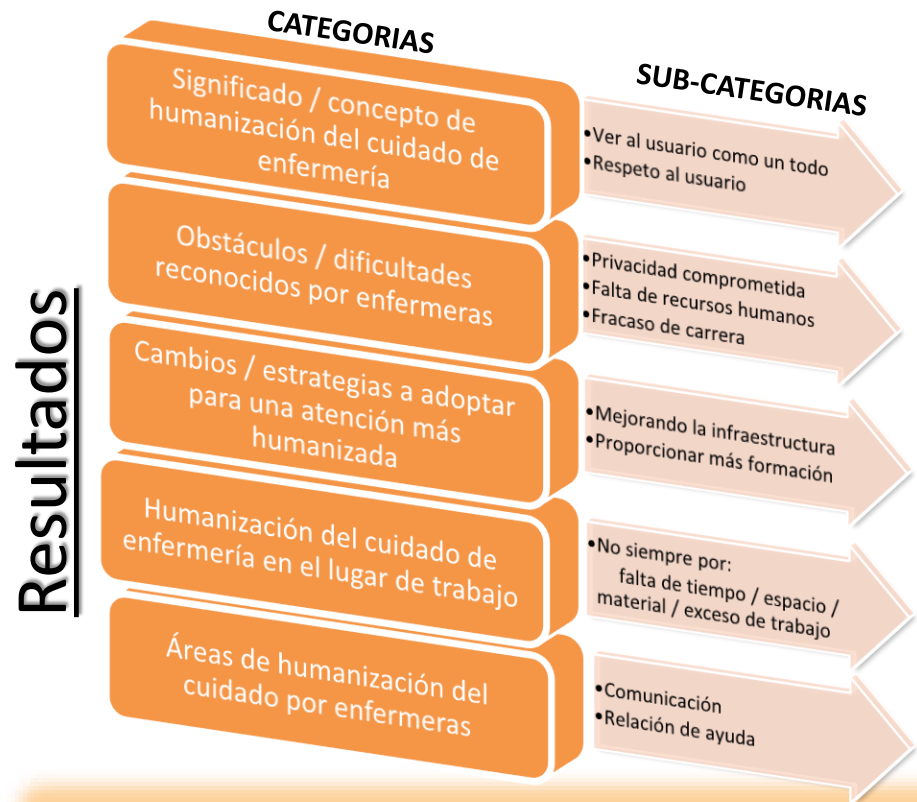 Resultados
CATEGORIAS
SUB-CATEGORIAS
Significado / concepto de
humanización del cuidado de
enfermería
•Ver al usuario como un todo
•Respeto al usuario
Obstáculos / dificultades
reconocidos por enfermeras
•Privacidad comprometida
•Falta de recursos humanos
•Fracaso de carrera
Cambios / estrategias a adoptar
para una atención más
humanizada
•Mejorando la infraestructura
•Proporcionar más formación
Humanización del cuidado de
enfermería en el lugar de trabajo
•No siempre por:
falta de tiempo / espacio /
material / exceso de trabajo
Áreas de humanización del
cuidado por enfermeras
•Comunicación
•Relación de ayuda